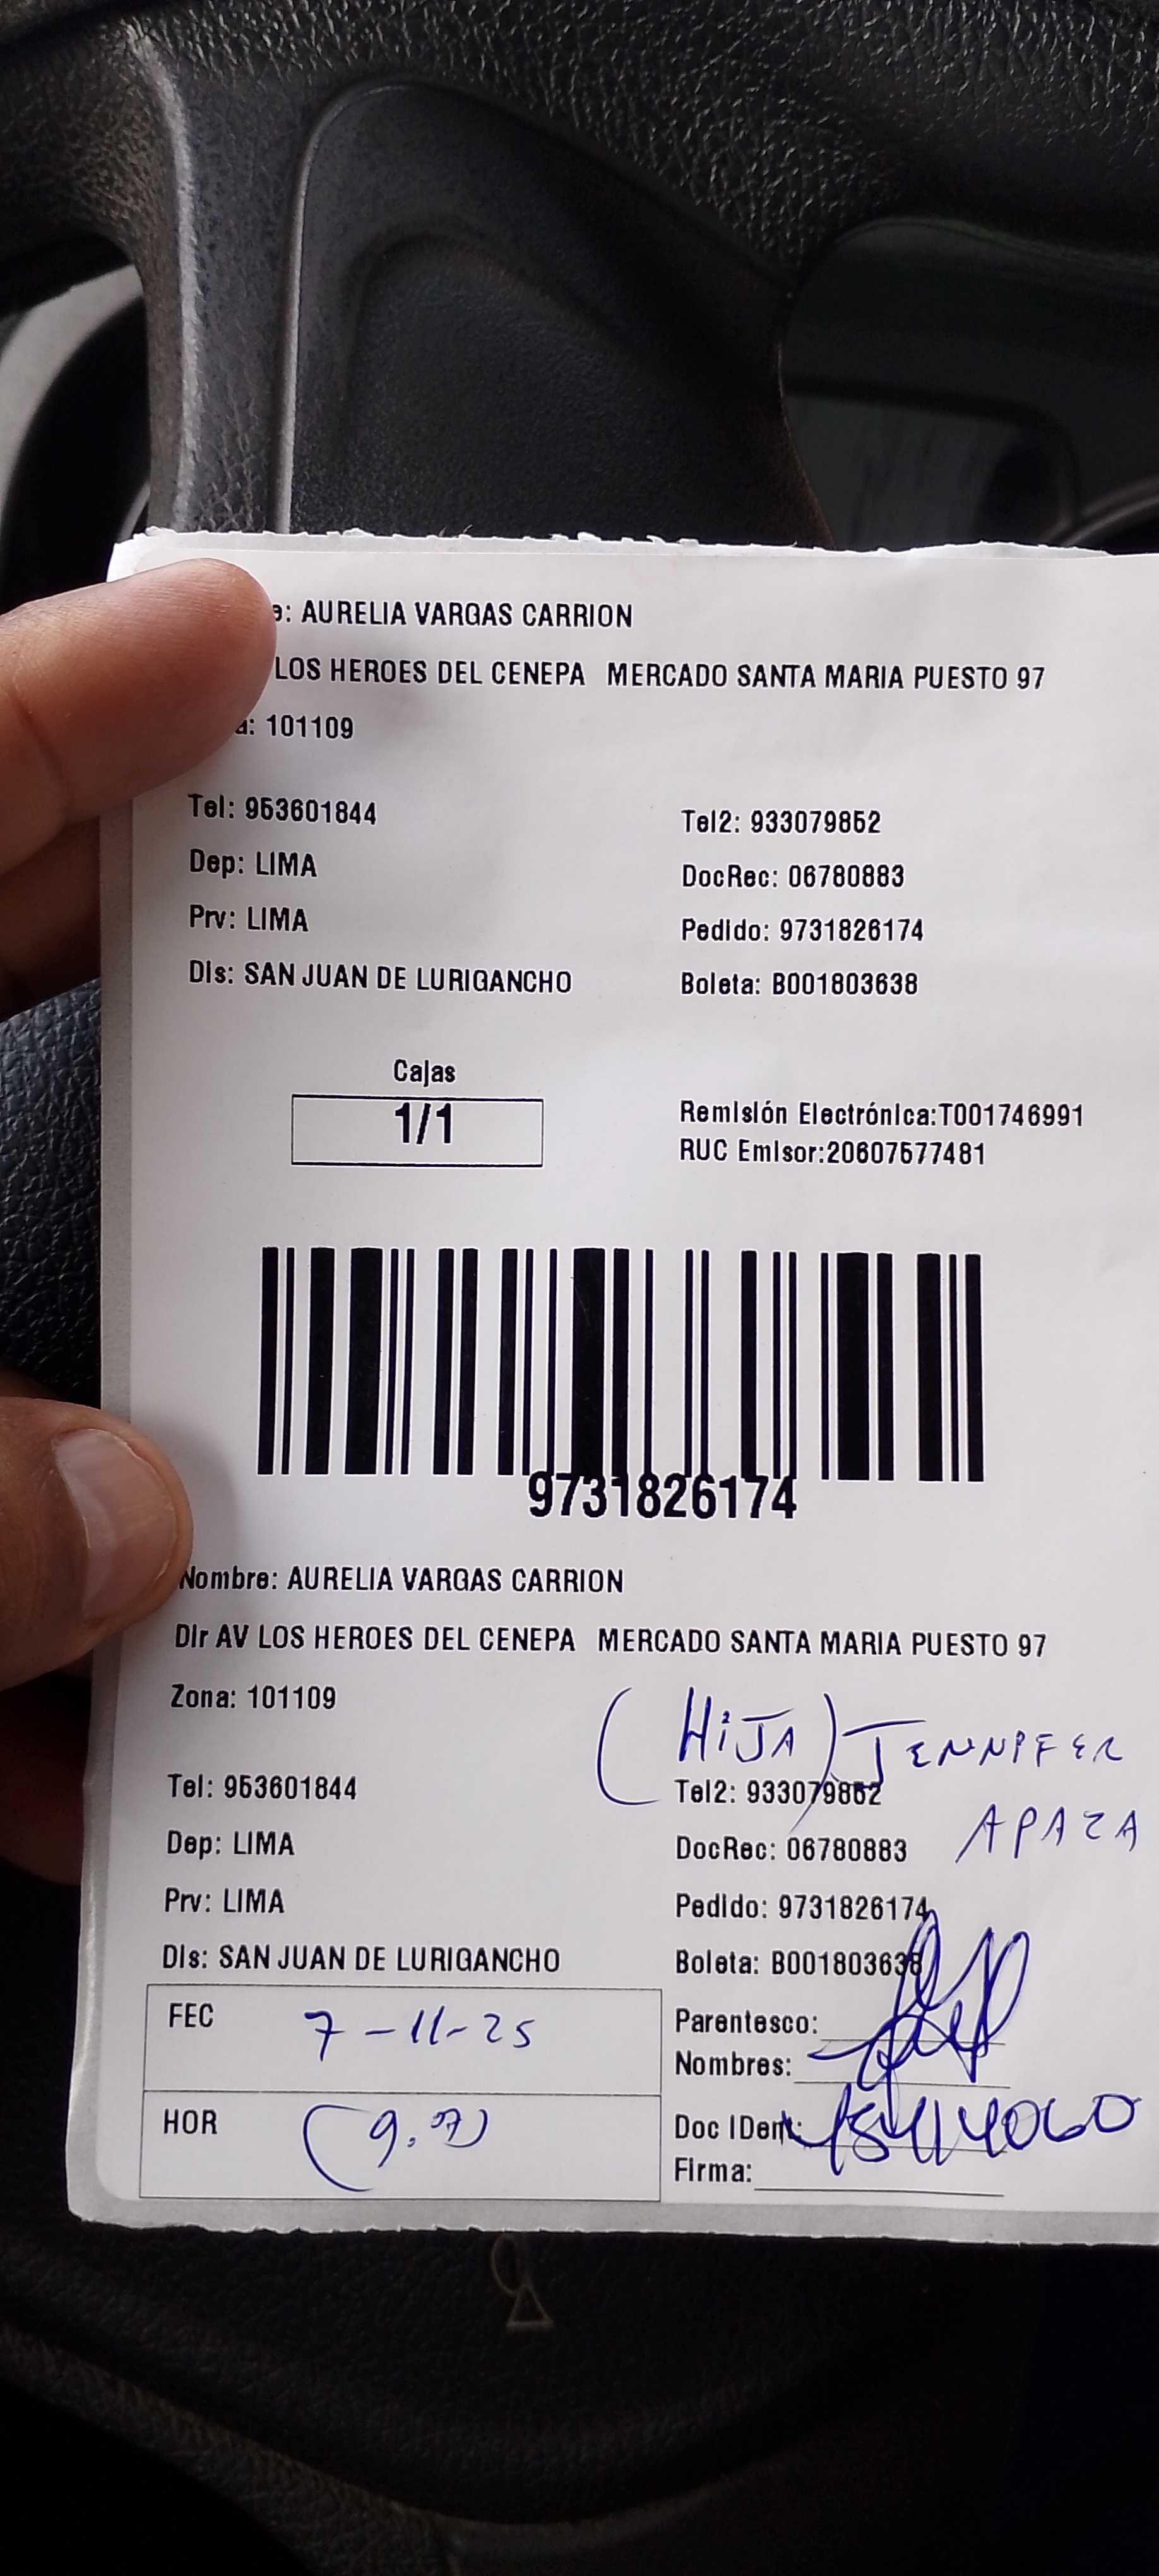 : AURELIA VARGAS CARRION
LOS HEROES DEL CENEPA MERCADO SANTA MARIA PUESTO 97
a: 101109
Tel: 953601844
Tel2: 933079852
Dep: LIMA
DocRec: 06780883
Prv: LIMA
Pedido: 9731826174
Dis: SAN JUAN DE LURIGANCHO
Boleta: B001803638
Cajas
1/1
Remisión Electrónica:T001746991
RUC Emisor:20607577481
9731826174
Nombre: AURELIA VARGAS CARRION
Dir AV LOS HEROES DEL CENEPA MERCADO SANTA MARIA PUESTO 97
Zona: 101109
(HIJA) JENNIFER
Tel: 953601844
Tel2: 933079852
APAZA
Dep: LIMA
DocRec: 06780883
Prv: LIMA
Pedido: 9731826174
Dis: SAN JUAN DE LURIGANCHO
Boleta: B001803638
FEC 7-11-25
Parentesco:
Nombres:
HOR
Doc IDent:
Firma: